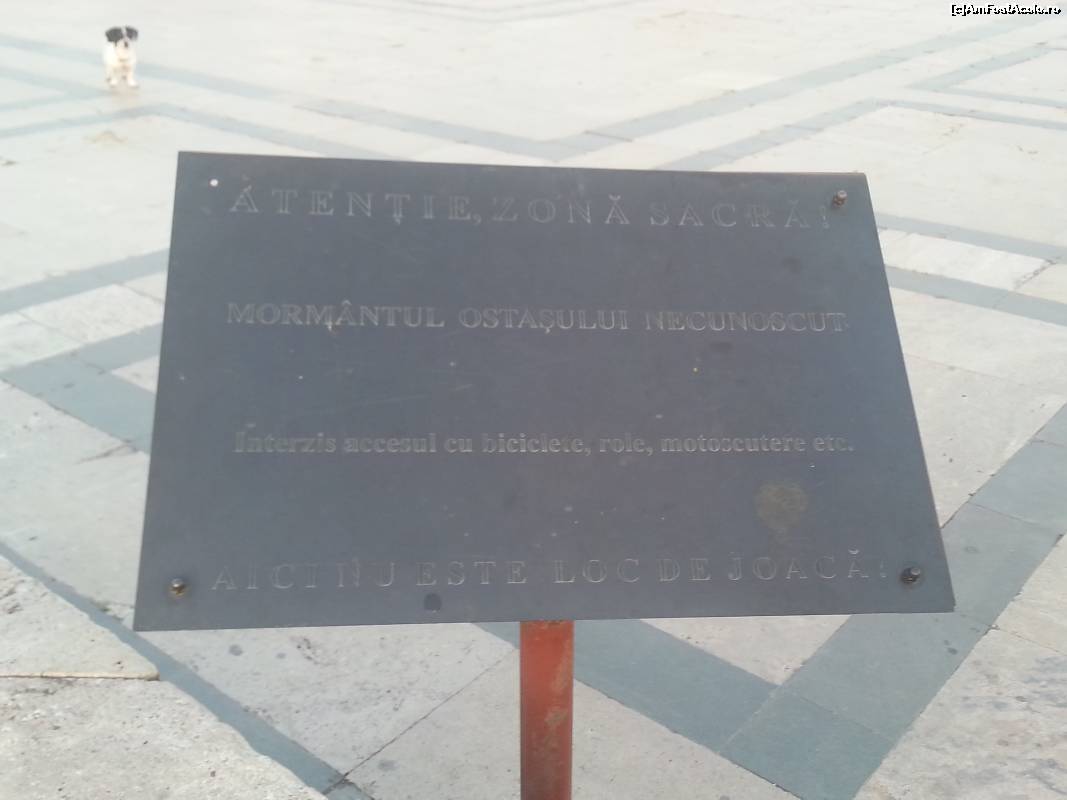 [c]AmFostAcolo.ro
ATENȚIE, ZONĂ SACRĂ!
MORMÂNTUL OSTAȘULUI NECUNOSCUT
Interzis accesul cu biciclete, role, motoscutere etc.
AICI NU ESTE LOC DE JOACĂ!